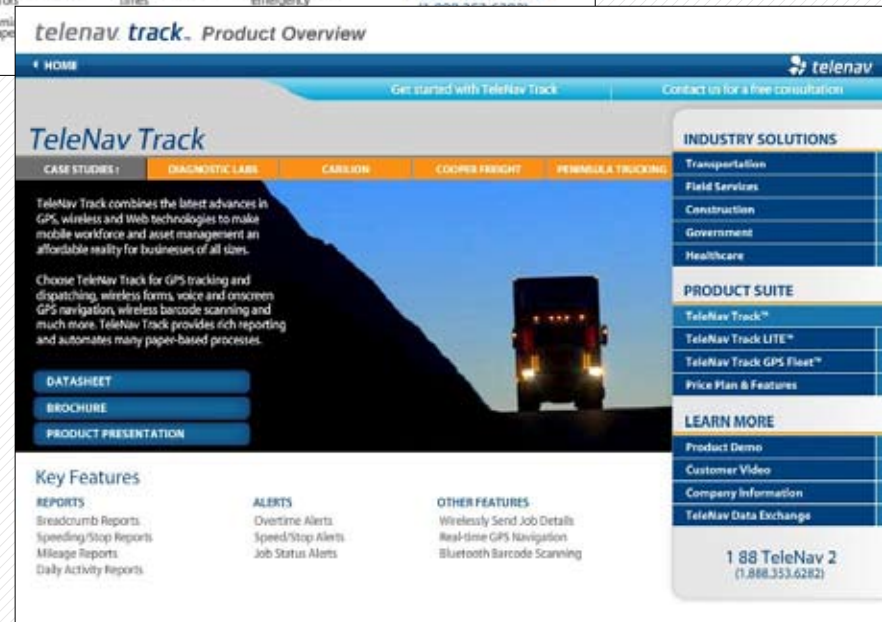 times
emergency
telenav track™ Product Overview
HOME
telenav
Get started with TeleNav Track
Contact us for a free consultation
TeleNav Track
CASE STUDIES :
DIAGNOSTIC LABS
CARILION
COOPER FREIGHT
PENINSULA TRUCKING
TeleNav Track combines the latest advances in
GPS, wireless and Web technologies to make
mobile workforce and asset management an
affordable reality for businesses of all sizes.
Choose TeleNav Track for GPS tracking and
dispatching, wireless forms, voice and onscreen
GPS navigation, wireless barcode scanning and
much more. TeleNav Track provides rich reporting
and automates many paper-based processes.
DATASHEET
BROCHURE
PRODUCT PRESENTATION
Key Features
REPORTS
Breadcrumb Reports
Speeding/Stop Reports
Mileage Reports
Daily Activity Reports
ALERTS
Overtime Alerts
Speed/Stop Alerts
Job Status Alerts
OTHER FEATURES
Wirelessly Send Job Details
Real-time GPS Navigation
Bluetooth Barcode Scanning
INDUSTRY SOLUTIONS
Transportation
Field Services
Construction
Government
Healthcare
PRODUCT SUITE
TeleNav Track™
TeleNav Track LITE™
TeleNav Track GPS Fleet™
Price Plan & Features
LEARN MORE
Product Demo
Customer Video
Company Information
TeleNav Data Exchange
1 88 TeleNav 2
(1.888.353.6282)